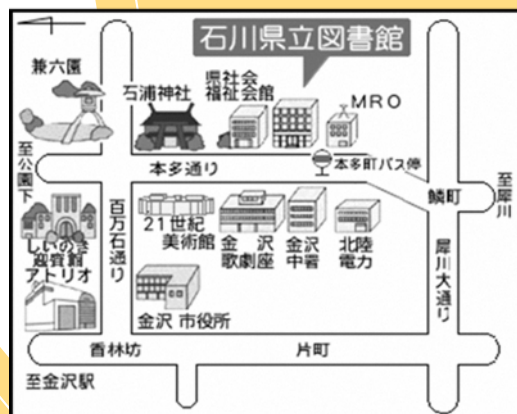 石川県立図書館
兼六園
石浦神社
県社会
福祉会館
MRO
本多通り
本多町バス停
至公園下
至犀川
鱗町
百万石通り
しいのき
迎賓館
21世紀
美術館
金沢
歌劇座
金沢
中署
北陸
電力
犀川大通り
アトリオ
金沢市役所
香林坊
片町
至金沢駅